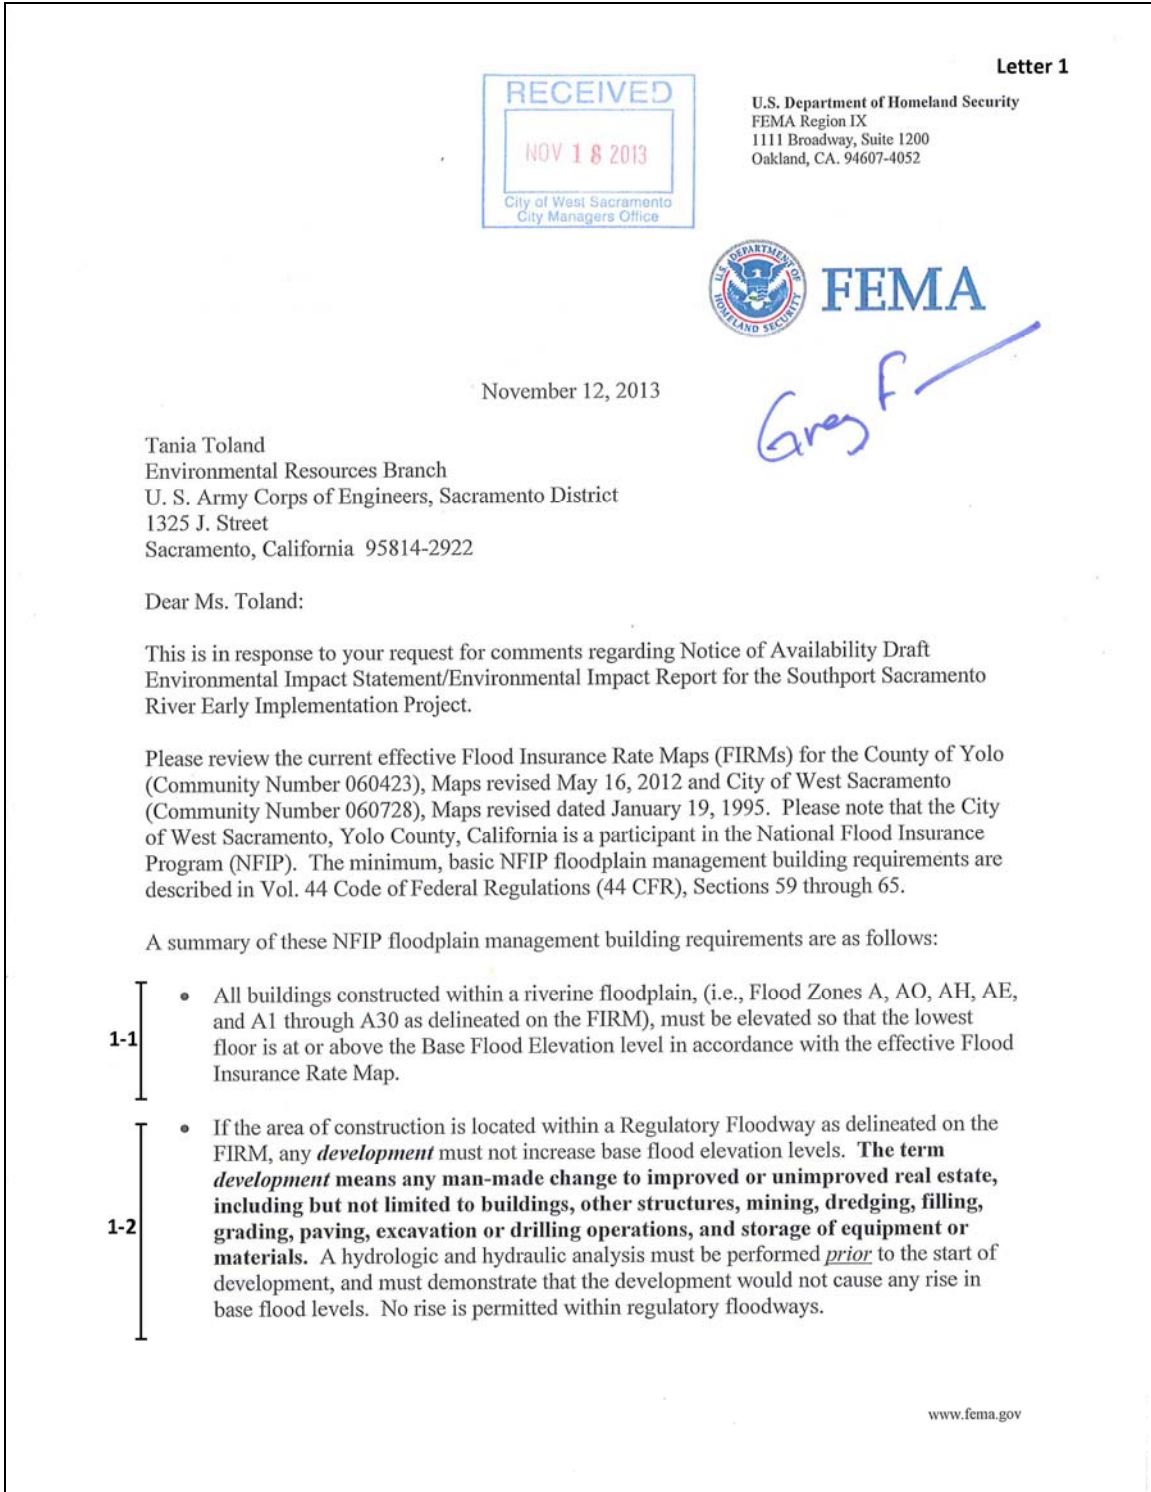 Letter 1
RECEIVED
NOV 18 2013
City of West Sacramento
City Managers Office
U.S. Department of Homeland Security
FEMA Region IX
1111 Broadway, Suite 1200
Oakland, CA. 94607-4052
U.S. DEPARTMENT OF HOMELAND SECURITY
FEMA
Greg F
November 12, 2013
Tania Toland
Environmental Resources Branch
U. S. Army Corps of Engineers, Sacramento District
1325 J. Street
Sacramento, California 95814-2922
Dear Ms. Toland:
This is in response to your request for comments regarding Notice of Availability Draft
Environmental Impact Statement/Environmental Impact Report for the Southport Sacramento
River Early Implementation Project.
Please review the current effective Flood Insurance Rate Maps (FIRMs) for the County of Yolo
(Community Number 060423), Maps revised May 16, 2012 and City of West Sacramento
(Community Number 060728), Maps revised dated January 19, 1995. Please note that the City
of West Sacramento, Yolo County, California is a participant in the National Flood Insurance
Program (NFIP). The minimum, basic NFIP floodplain management building requirements are
described in Vol. 44 Code of Federal Regulations (44 CFR), Sections 59 through 65.
A summary of these NFIP floodplain management building requirements are as follows:
1-1
• All buildings constructed within a riverine floodplain, (i.e., Flood Zones A, AO, AH, AE,
and A1 through A30 as delineated on the FIRM), must be elevated so that the lowest
floor is at or above the Base Flood Elevation level in accordance with the effective Flood
Insurance Rate Map.
1-2
• If the area of construction is located within a Regulatory Floodway as delineated on the
FIRM, any development must not increase base flood elevation levels. The term
development means any man-made change to improved or unimproved real estate,
including but not limited to buildings, other structures, mining, dredging, filling,
grading, paving, excavation or drilling operations, and storage of equipment or
materials. A hydrologic and hydraulic analysis must be performed prior to the start of
development, and must demonstrate that the development would not cause any rise in
base flood levels. No rise is permitted within regulatory floodways.
www.fema.gov